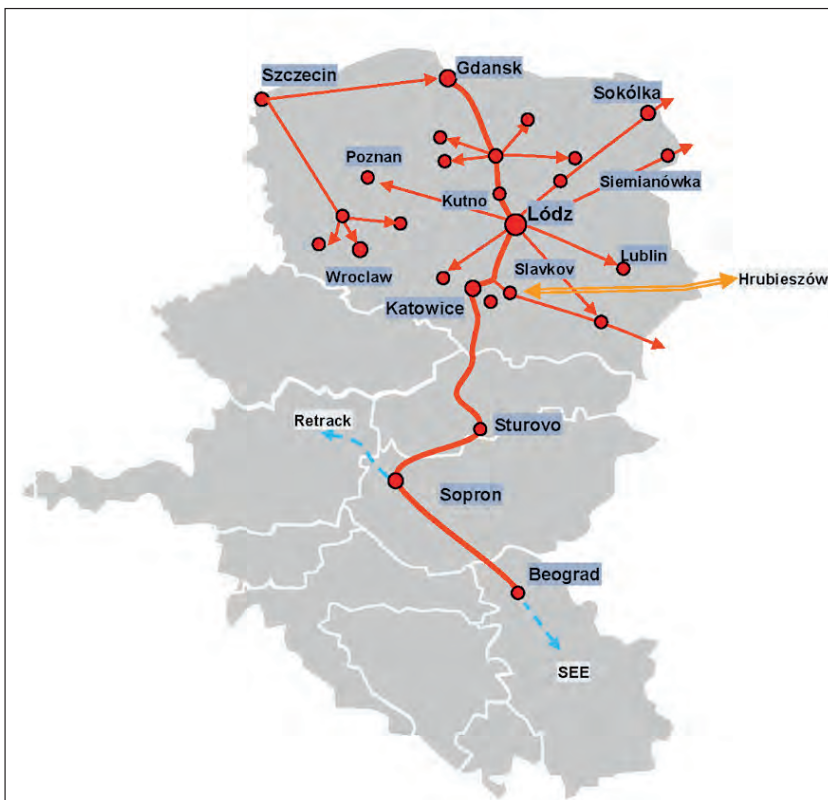 Gdansk
Szczecin
Sokólka
Poznan
Siemianówka
Kutno
Lódz
Lublin
Slavkov
Wroclaw
Hrubieszów
Katowice
Retrack
Sturovo
Sopron
Beograd
SEE